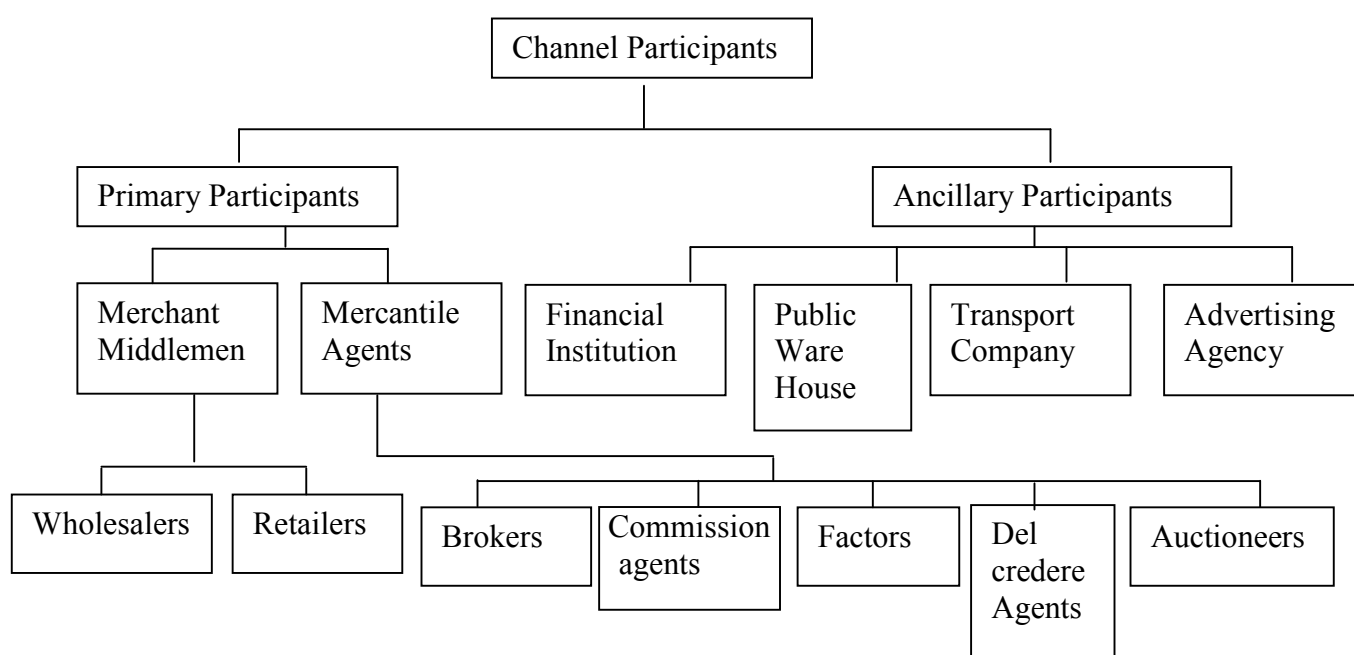 Channel Participants
Primary Participants
Ancillary Participants
Merchant
Middlemen
Mercantile
Agents
Financial
Institution
Public
Ware
House
Transport
Company
Advertising
Agency
Wholesalers
Retailers
Brokers
Commission
agents
Factors
Del
credere
Agents
Auctioneers